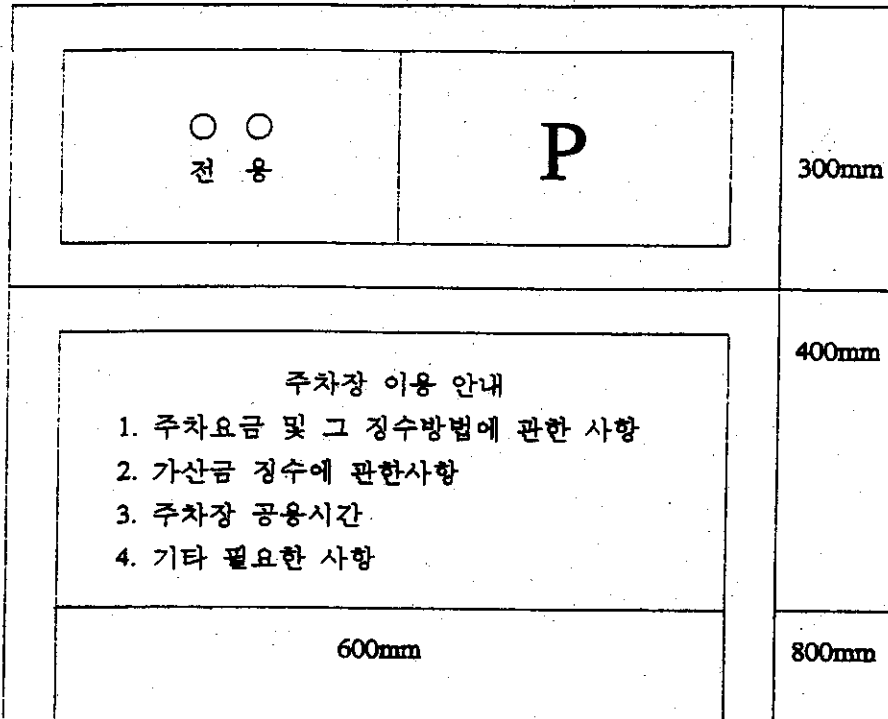 ○ ○
전 용
P
300mm
400mm
주차장 이용 안내
1. 주차요금 및 그 징수방법에 관한 사항
2. 가산금 징수에 관한사항
3. 주차장 공용시간
4. 기타 필요한 사항
600mm
800mm